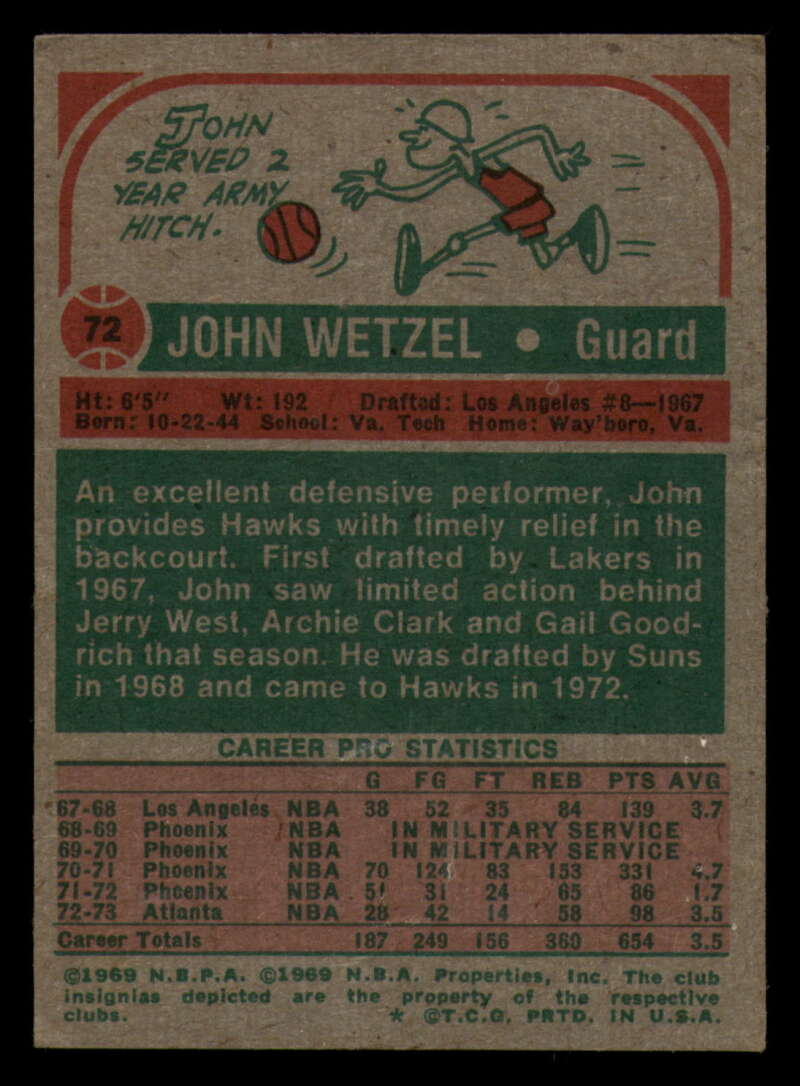 JOHN
SERVED 2
YEAR ARMY
HITCH.
72 JOHN WETZEL • Guard
Ht: 6'5" Wt: 192 Drafted: Los Angeles #8—1967
Born: 10-22-44 School: Va. Tech Home: Way'boro, Va.
An excellent defensive performer, John
provides Hawks with timely relief in the
backcourt. First drafted by Lakers in
1967, John saw limited action behind
Jerry West, Archie Clark and Gail Good-
rich that season. He was drafted by Suns
in 1968 and came to Hawks in 1972.
CAREER PRO STATISTICS
G FG FT REB PTS AVG
67-68 Los Angeles NBA 38 52 35 84 139 3.7
68-69 Phoenix NBA IN MILITARY SERVICE
69-70 Phoenix NBA IN MILITARY SERVICE
70-71 Phoenix NBA 70 124 83 153 331 4.7
71-72 Phoenix NBA 51 31 24 65 86 1.7
72-73 Atlanta NBA 28 42 14 58 98 3.5
Career Totals 187 249 156 360 654 3.5
©1969 N.B.P.A. ©1969 N.B.A. Properties, Inc. The club
insignias depicted are the property of the respective
clubs. * ©T.C.G. PRTD. IN U.S.A.